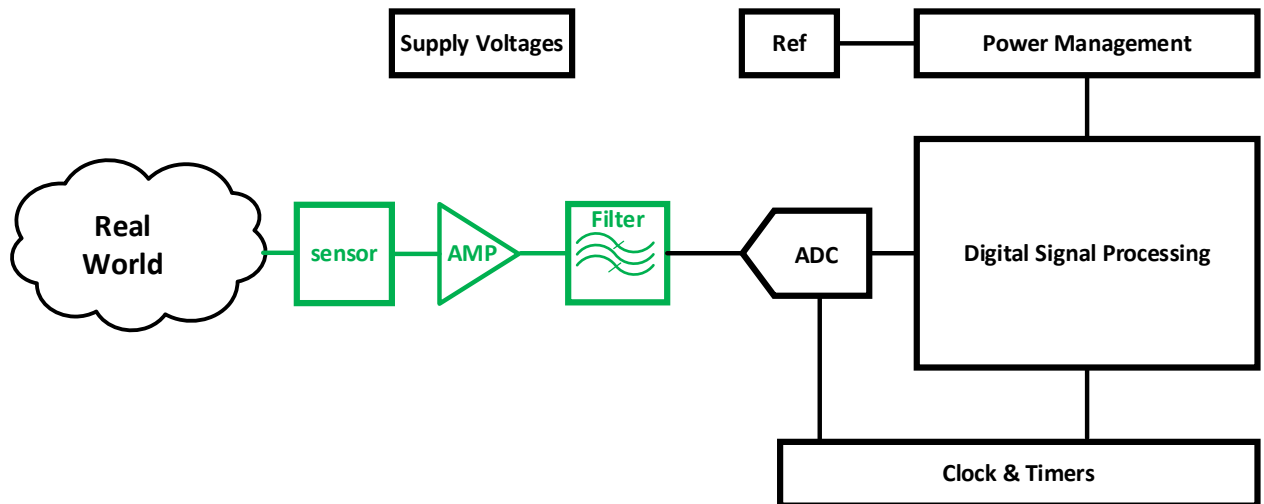 Supply Voltages
Ref
Power Management
Real
World
sensor
AMP
Filter
ADC
Digital Signal Processing
Clock & Timers